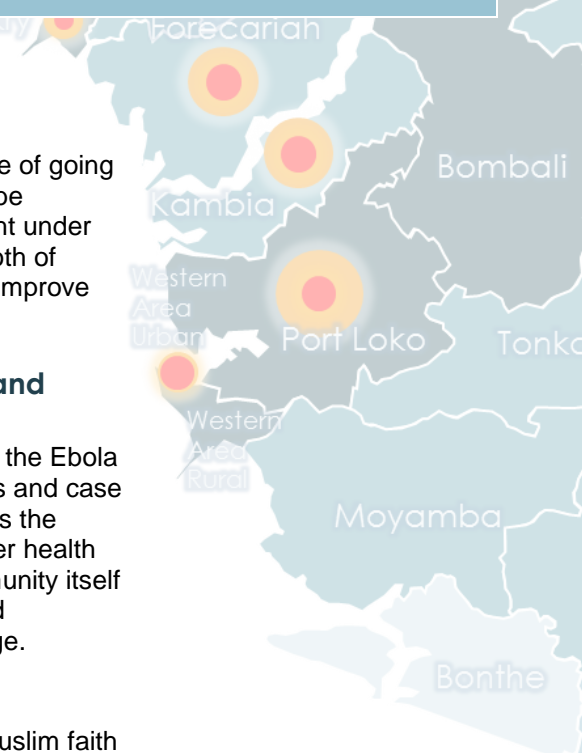 Forecariah
e of going
Bombali
Kambia
nt under
oth of
Western
Area
Urban
improve
Port Loko
Tonko
and
Western
Area
Rural
the Ebola
s and case
s the
Moyamba
er health
unity itself
ge.
Bonthe
uslim faith